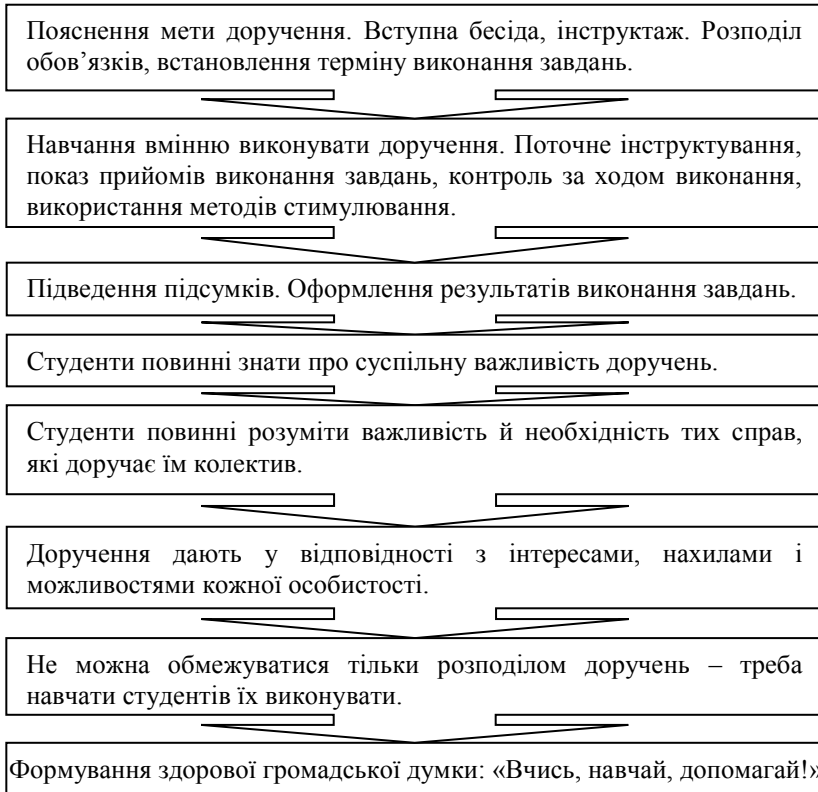 Пояснення мети доручення. Вступна бесіда, інструктаж. Розподіл
обов’язків, встановлення терміну виконання завдань.
Навчання вмінню виконувати доручення. Поточне інструктування,
показ прийомів виконання завдань, контроль за ходом виконання,
використання методів стимулювання.
Підведення підсумків. Оформлення результатів виконання завдань.
Студенти повинні знати про суспільну важливість доручень.
Студенти повинні розуміти важливість й необхідність тих справ,
які доручає їм колектив.
Доручення дають у відповідності з інтересами, нахилами і
можливостями кожної особистості.
Не можна обмежуватися тільки розподілом доручень – треба
навчати студентів їх виконувати.
Формування здорової громадської думки: «Вчись, навчай, допомагай!»